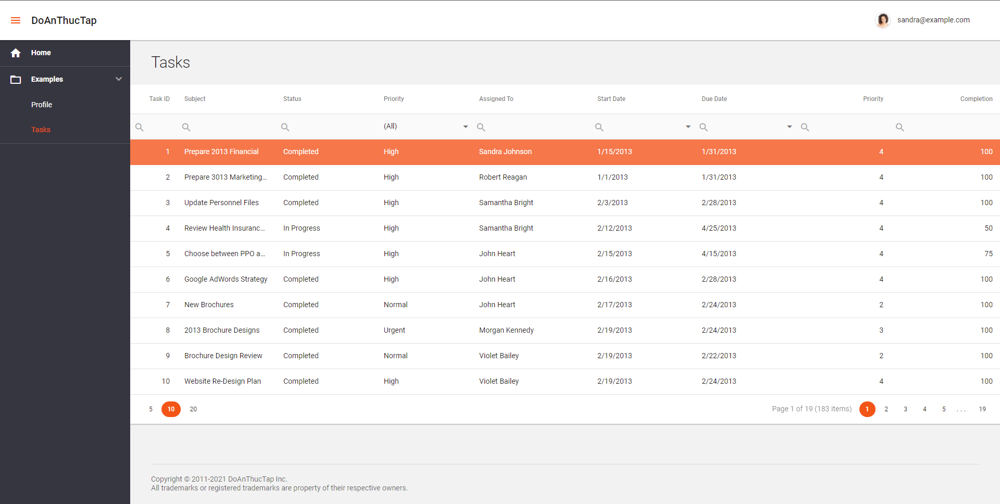 DoAnThucTap
sandra@example.com
Home
Examples
Profile
Tasks
Tasks
Task ID Subject Status Priority Assigned To Start Date Due Date Priority Completion
(All)
1 Prepare 2013 Financial Completed High Sandra Johnson 1/15/2013 1/31/2013 4 100
2 Prepare 3013 Marketing... Completed High Robert Reagan 1/1/2013 1/31/2013 4 100
3 Update Personnel Files Completed High Samantha Bright 2/3/2013 2/28/2013 4 100
4 Review Health Insuranc... In Progress High Samantha Bright 2/12/2013 4/25/2013 4 50
5 Choose between PPO a... In Progress High John Heart 2/15/2013 4/15/2013 4 75
6 Google AdWords Strategy Completed High John Heart 2/16/2013 2/28/2013 4 100
7 New Brochures Completed Normal John Heart 2/17/2013 2/24/2013 2 100
8 2013 Brochure Designs Completed Urgent Morgan Kennedy 2/19/2013 2/24/2013 3 100
9 Brochure Design Review Completed Normal Violet Bailey 2/19/2013 2/22/2013 2 100
10 Website Re-Design Plan Completed High Violet Bailey 2/19/2013 2/24/2013 4 100
5 10 20 Page 1 of 19 (183 items) 1 2 3 4 5 . . . 19
Copyright © 2011-2021 DoAnThucTap Inc.
All trademarks or registered trademarks are property of their respective owners.